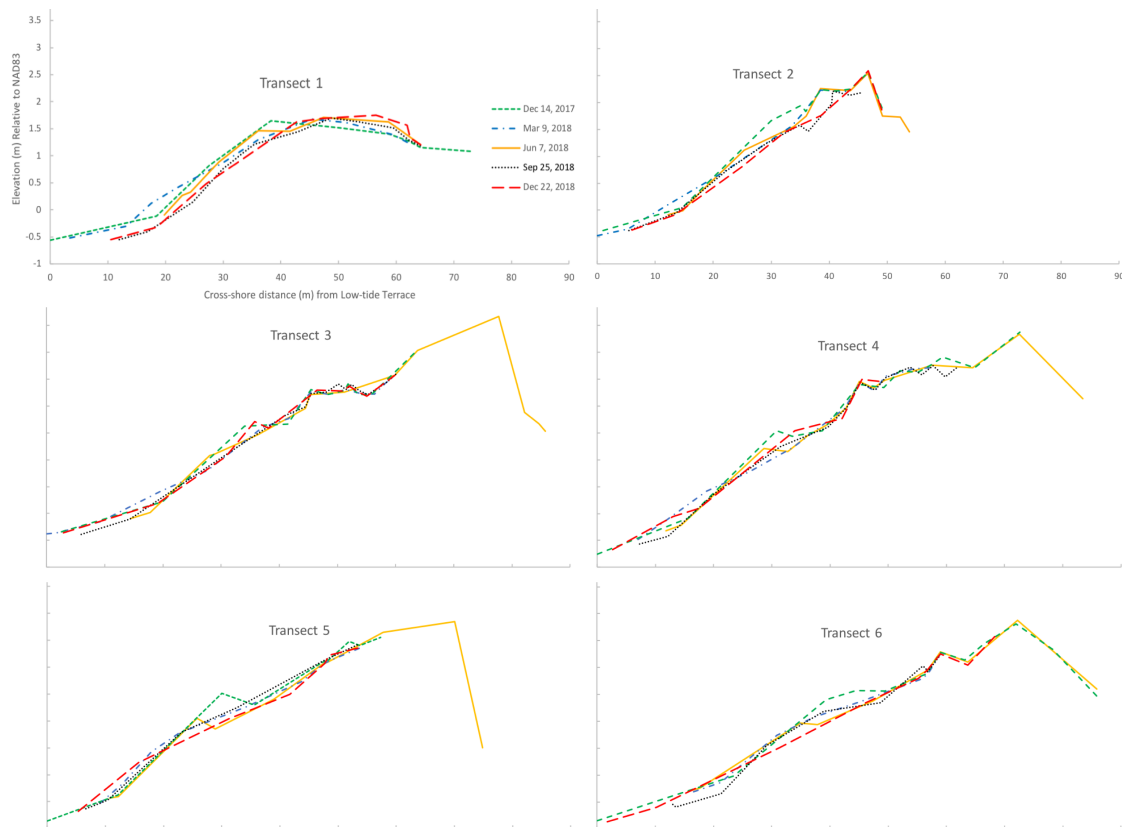 3.5
3
2.5
2
1.5
1
0.5
0
-0.5
-1
Elevation (m) Relative to NAD83
Transect 1
Dec 14, 2017
Mar 9, 2018
Jun 7, 2018
Sep 25, 2018
Dec 22, 2018
0 10 20 30 40 50 60 70 80 90
Cross-shore distance (m) from Low-tide Terrace
Transect 2
0 10 20 30 40 50 60 70 80 90
Transect 3
Transect 4
Transect 5
Transect 6